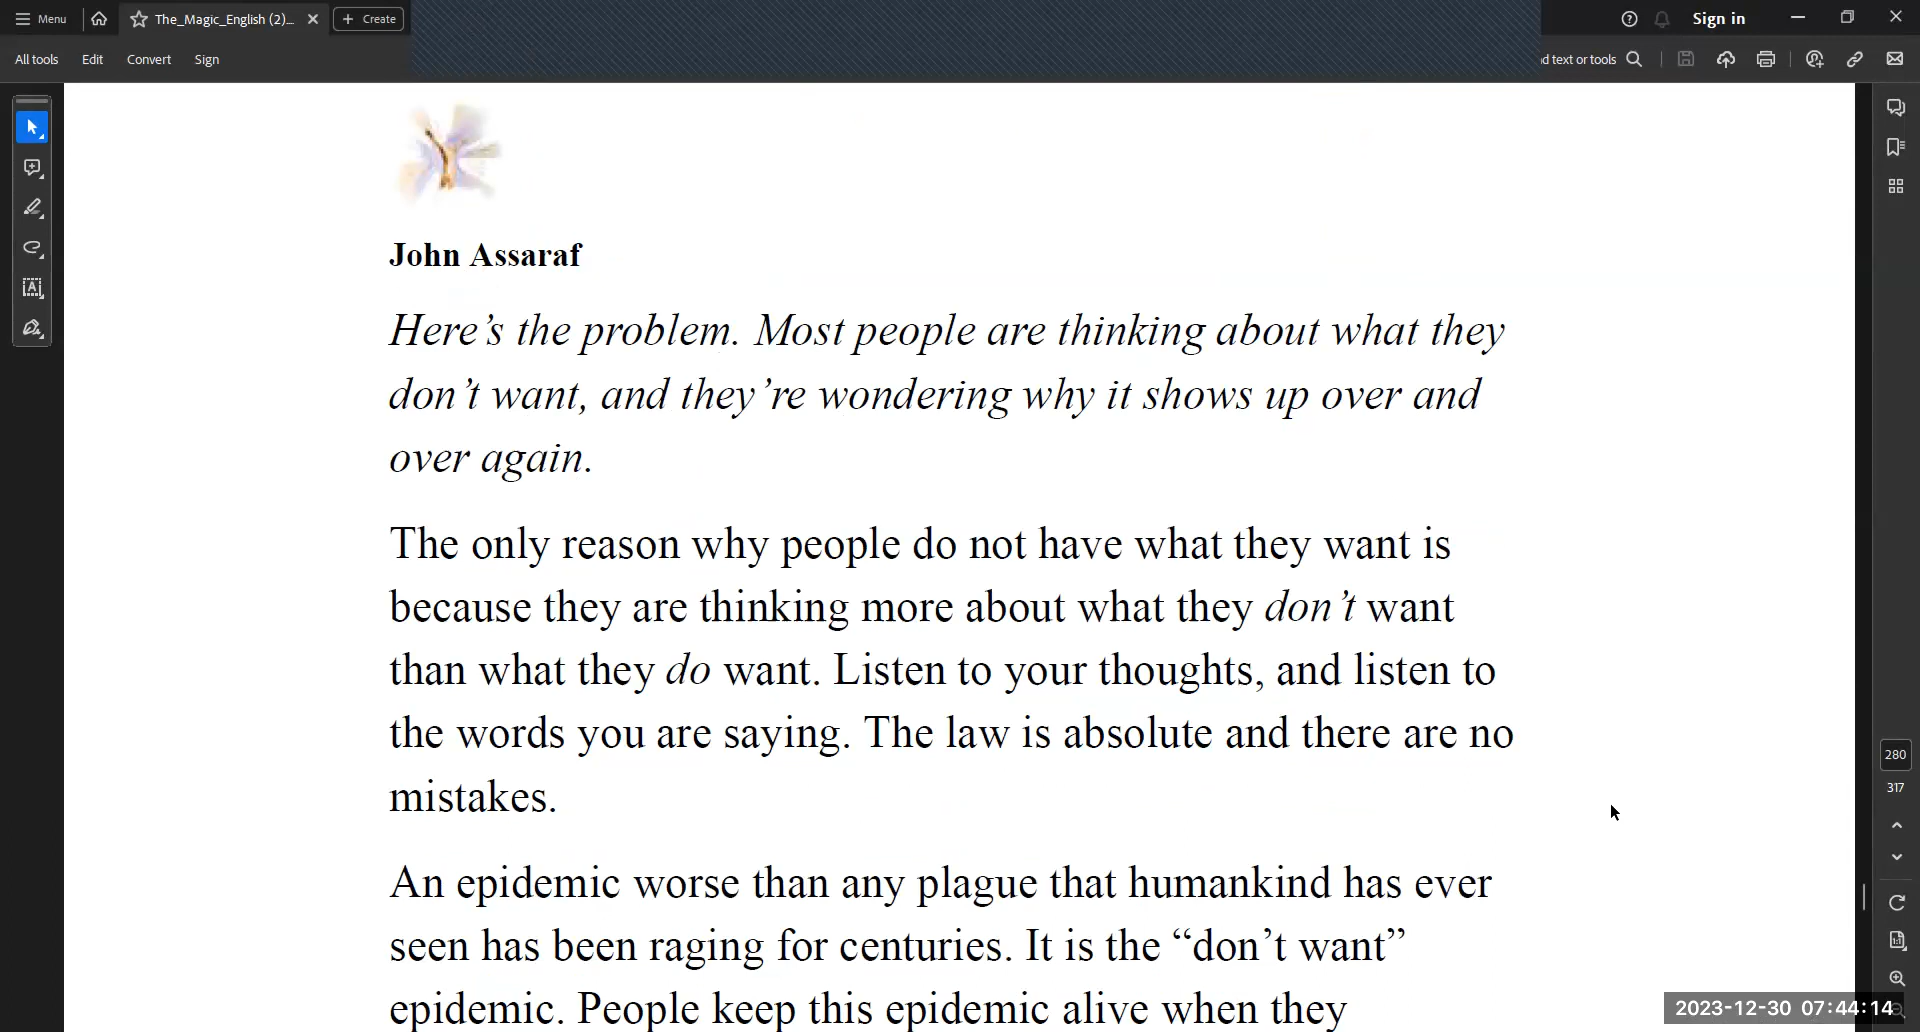 Menu
The_Magic_English (2)...
Create
Sign in
All tools
Edit
Convert
Sign
d text or tools
John Assaraf
Here’s the problem. Most people are thinking about what they
don’t want, and they’re wondering why it shows up over and
over again.
The only reason why people do not have what they want is
because they are thinking more about what they don’t want
than what they do want. Listen to your thoughts, and listen to
the words you are saying. The law is absolute and there are no
mistakes.
An epidemic worse than any plague that humankind has ever
seen has been raging for centuries. It is the “don’t want”
epidemic. People keep this epidemic alive when they
280
317
2023-12-30 07:44:14